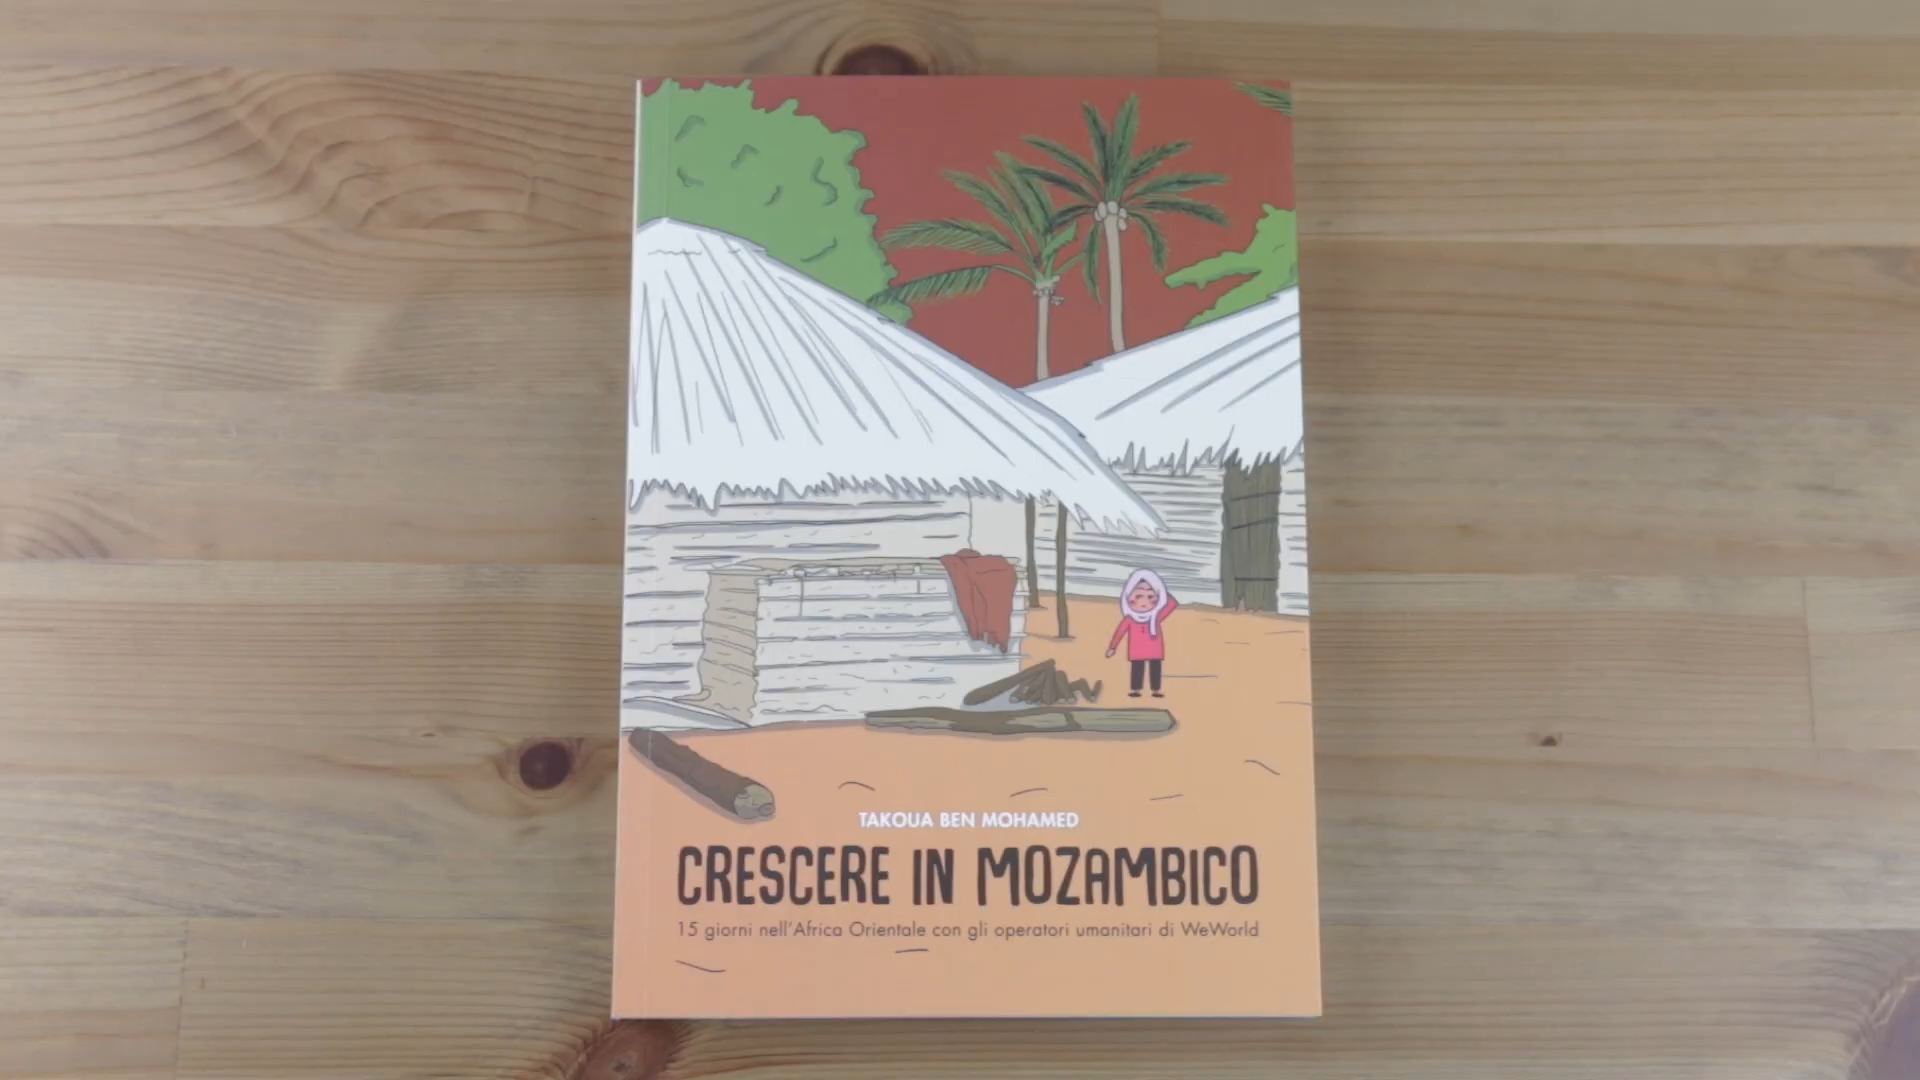 TAKOUA BEN MOHAMED
CRESCERE IN MOZAMBICO
15 giorni nell'Africa Orientale con gli operatori umanitari di WeWorld